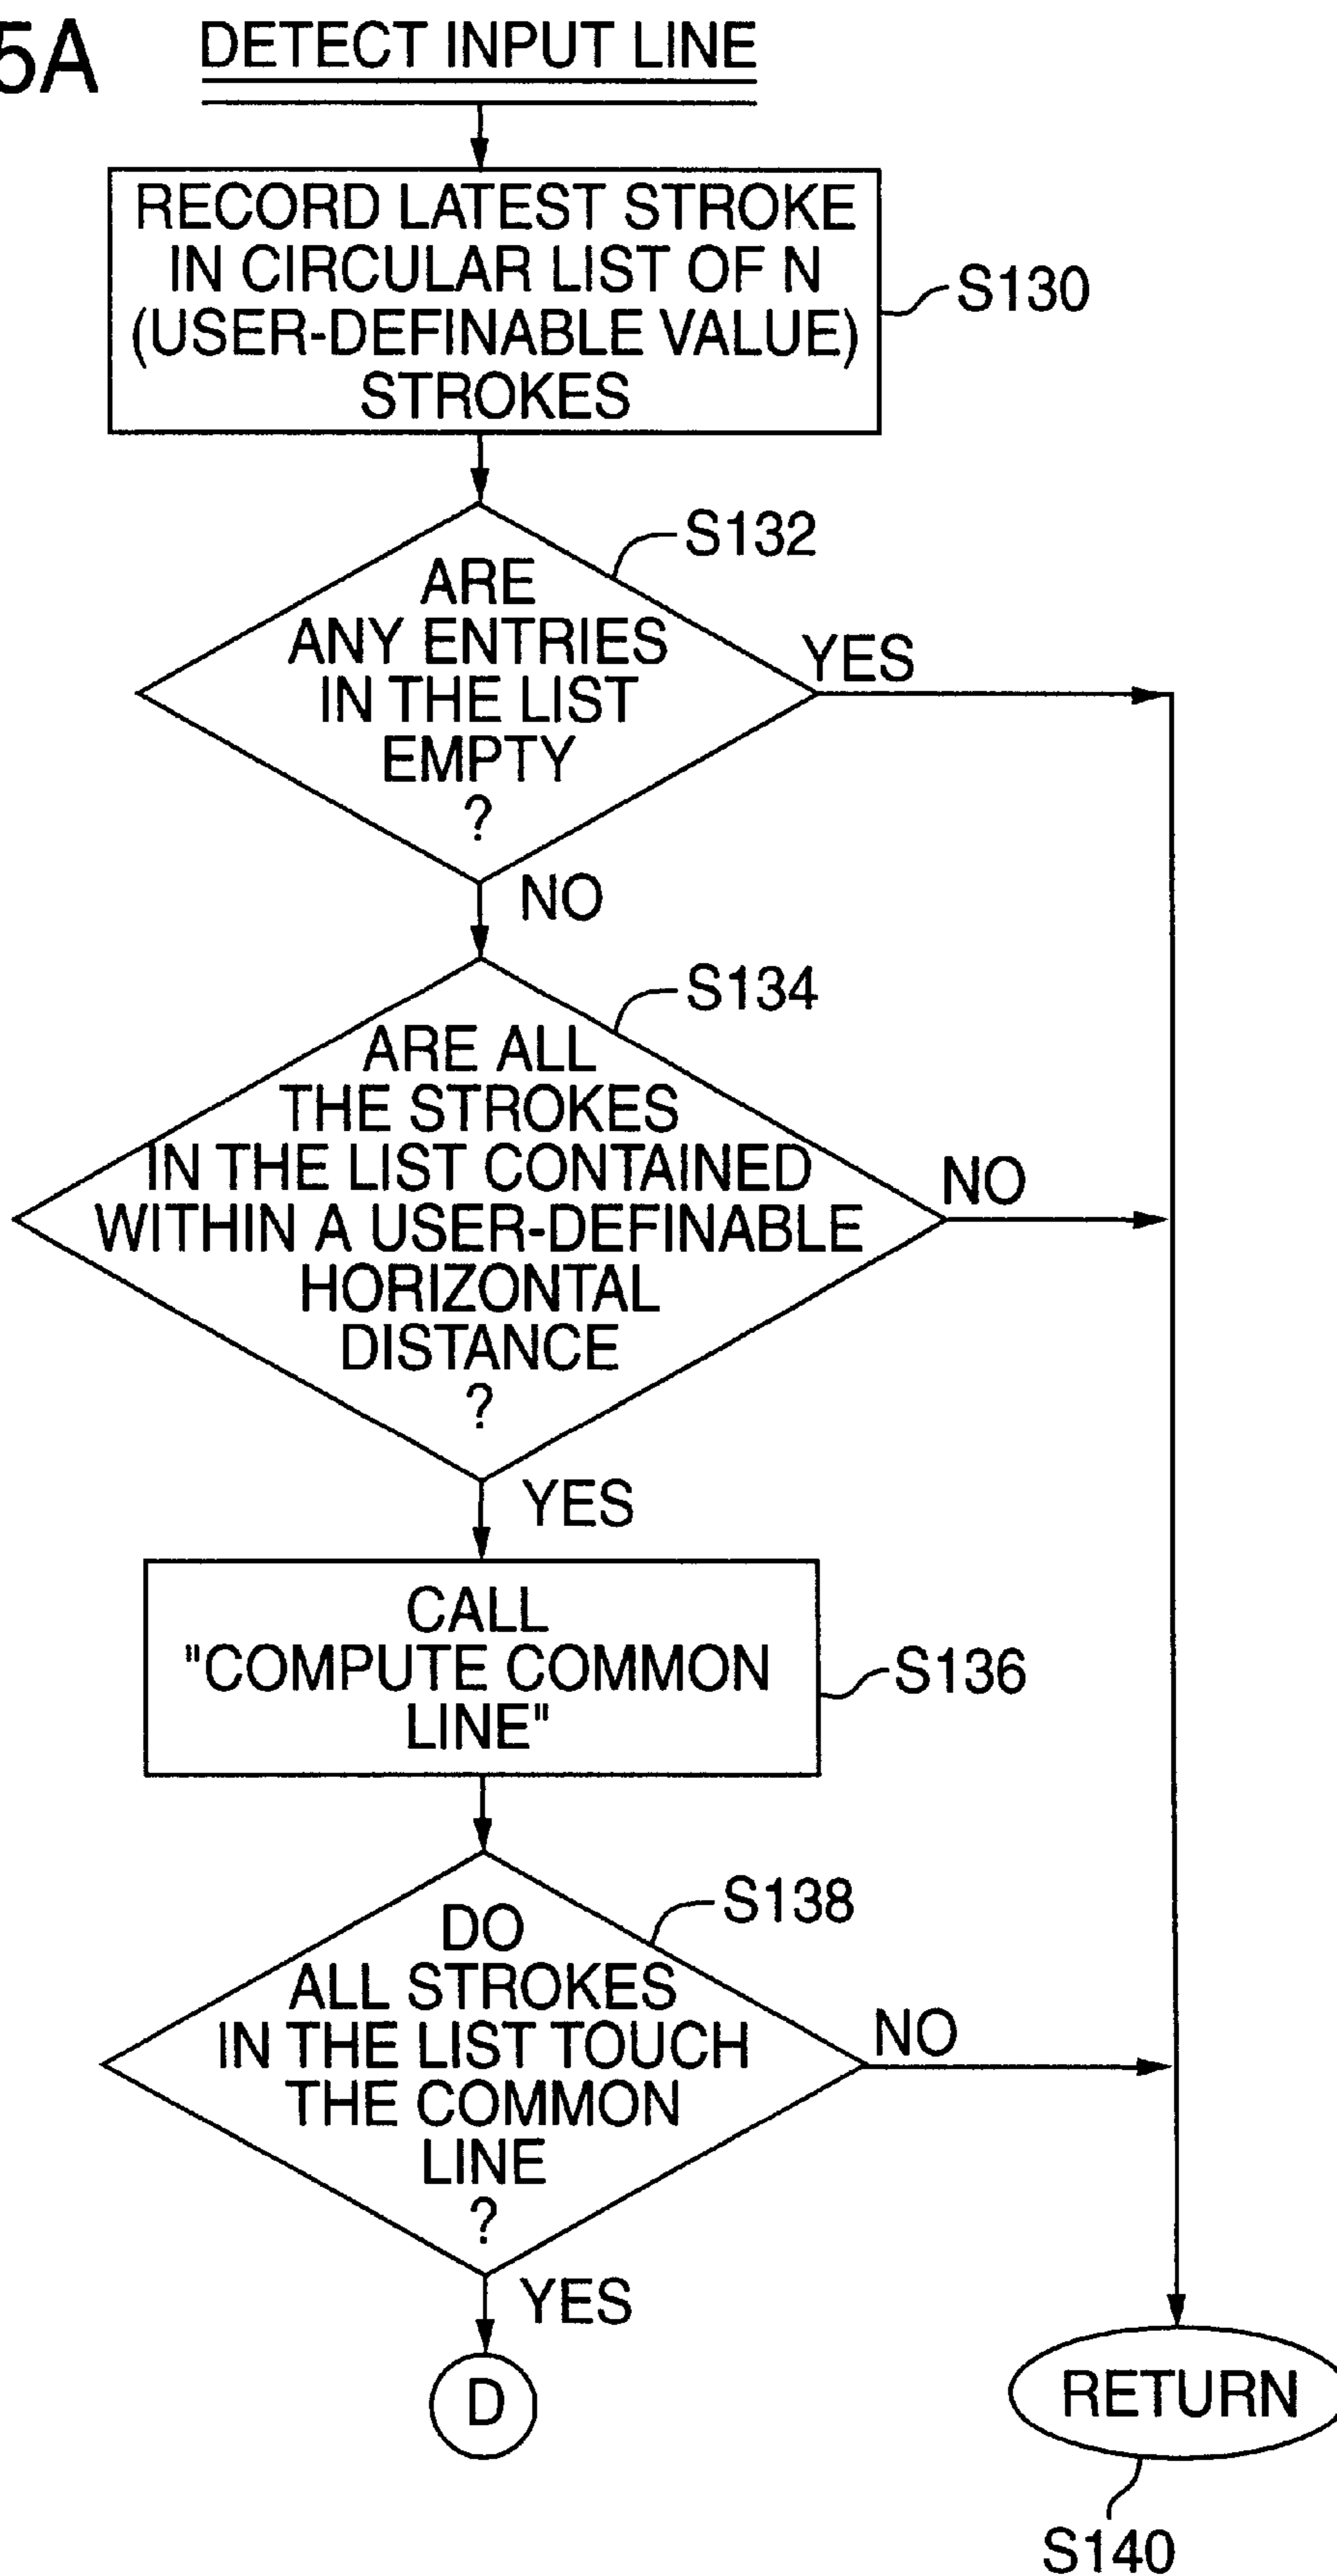 5A
DETECT INPUT LINE
RECORD LATEST STROKE
IN CIRCULAR LIST OF N
(USER-DEFINABLE VALUE)
STROKES
S130
S132
ARE
ANY ENTRIES
IN THE LIST
EMPTY
?
YES
NO
S134
ARE ALL
THE STROKES
IN THE LIST CONTAINED
WITHIN A USER-DEFINABLE
HORIZONTAL
DISTANCE
?
NO
YES
CALL
"COMPUTE COMMON
LINE"
S136
S138
DO
ALL STROKES
IN THE LIST TOUCH
THE COMMON
LINE
?
NO
YES
D
RETURN
S140